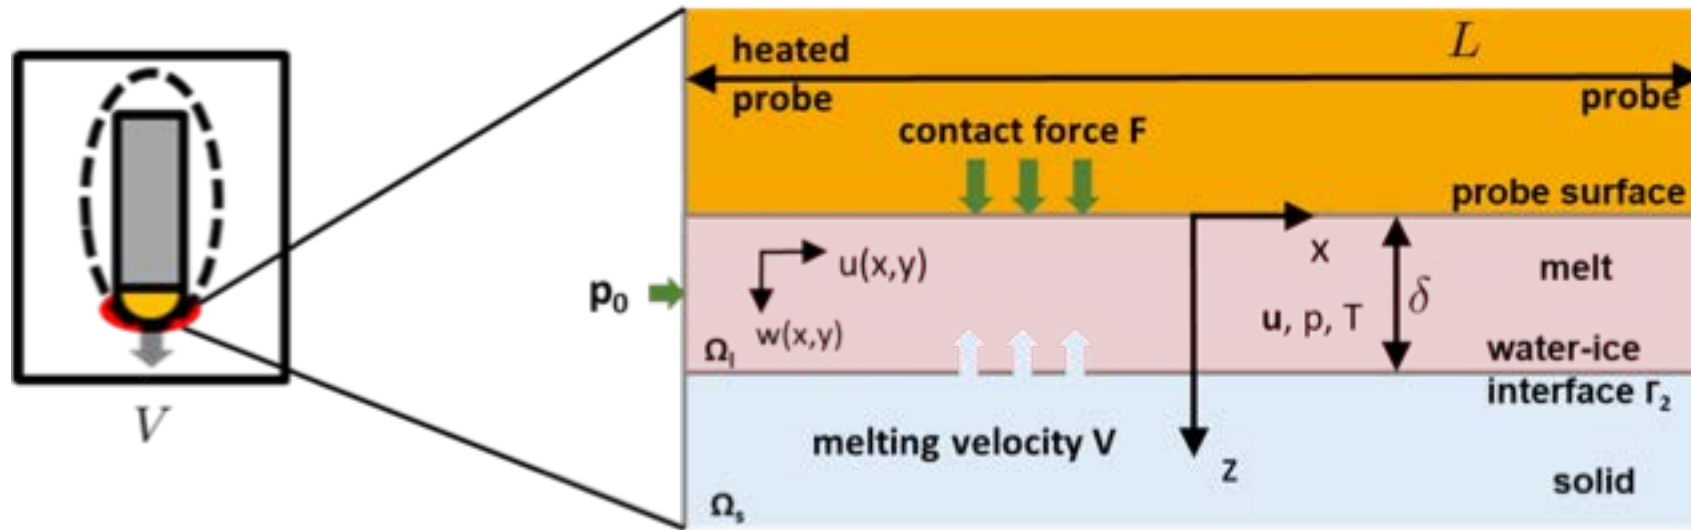 V
heated
L
probe
probe
contact force F
probe surface
u(x,y)
x
melt
p₀
δ
w(x,y)
u, p, T
Ωₗ
water-ice
interface Γ₂
melting velocity V
z
solid
Ωₛ